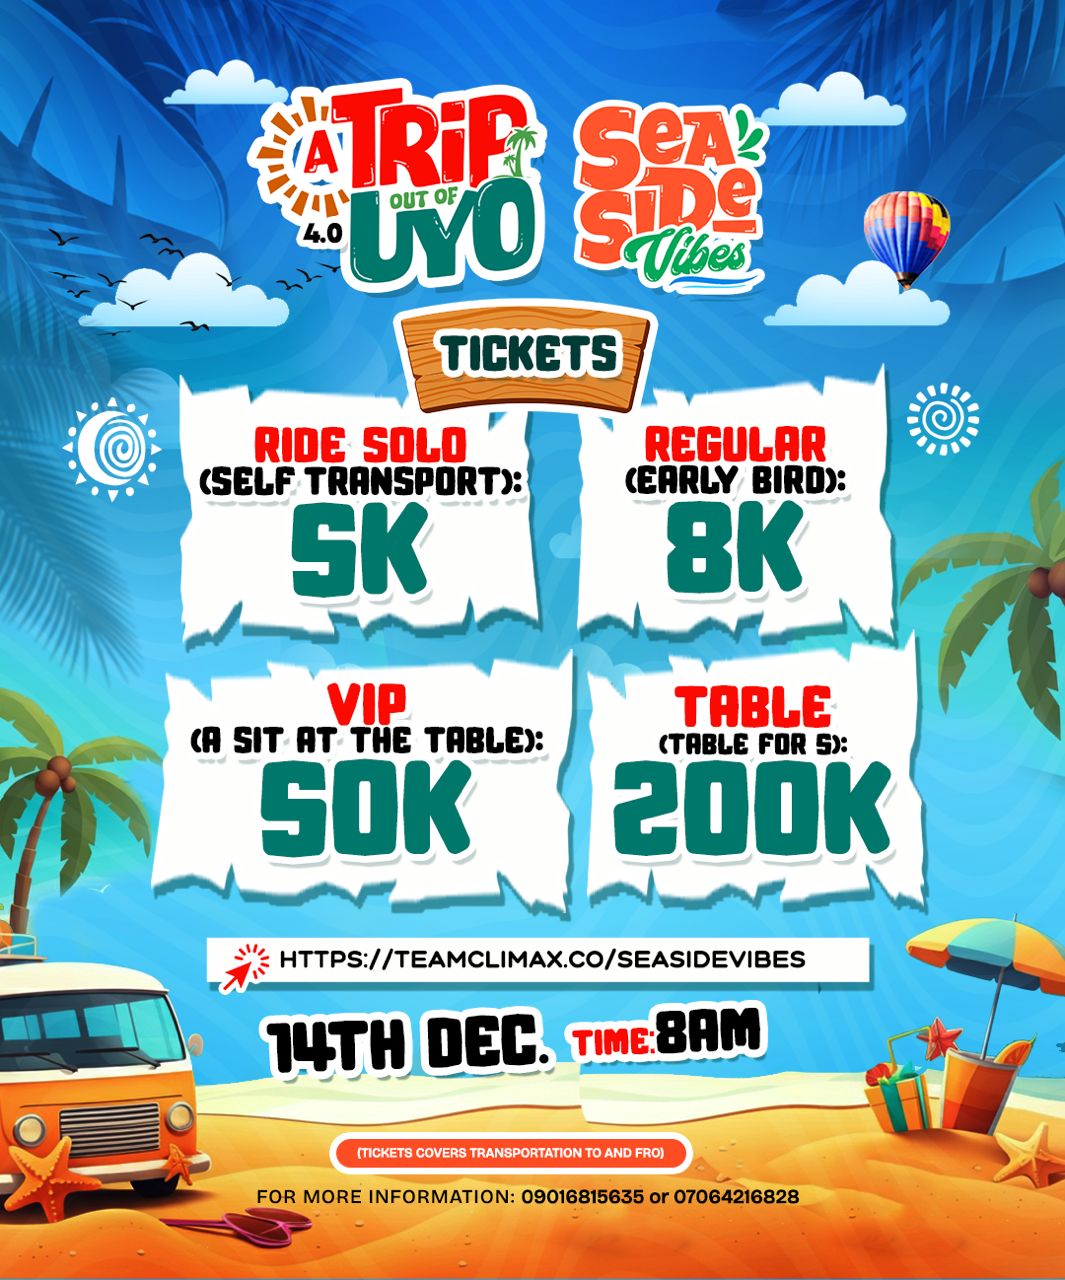 A TRIP
OUT OF
UYO
4.0
SEA
SIDE
Vibes
TICKETS
RIDE SOLO
(SELF TRANSPORT):
5K
REGULAR
(EARLY BIRD):
8K
VIP
(A SIT AT THE TABLE):
50K
TABLE
(TABLE FOR 5):
200K
HTTPS://TEAMCLIMAX.CO/SEASIDEVIBES
14TH DEC. TIME:8AM
(TICKETS COVERS TRANSPORTATION TO AND FRO)
FOR MORE INFORMATION: 09016815635 or 07064216828